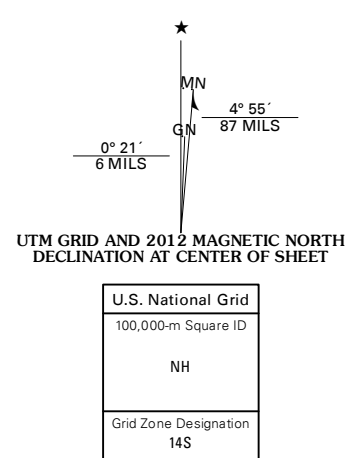 ★
MN
4° 55´
87 MILS
GN
0° 21´
6 MILS
UTM GRID AND 2012 MAGNETIC NORTH
DECLINATION AT CENTER OF SHEET
U.S. National Grid
100,000-m Square ID
NH
Grid Zone Designation
14S